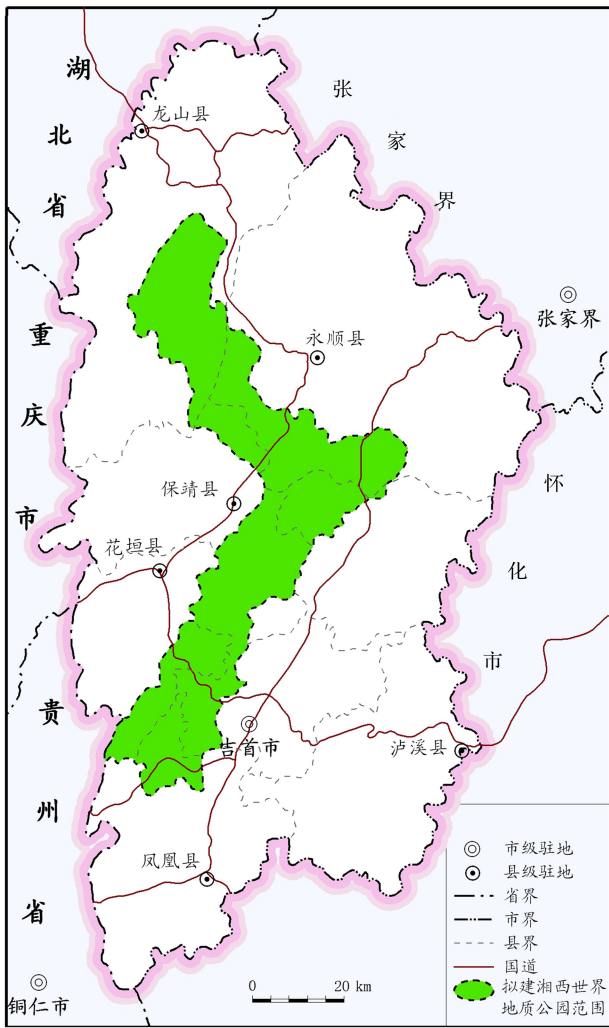 湖北省
重庆市
贵州省
张家界
怀化市
龙山县
张家界
永顺县
保靖县
花垣县
吉首市
泸溪县
凤凰县
铜仁市
0 20 km
市级驻地
县级驻地
省界
市界
县界
国道
拟建湘西世界
地质公园范围